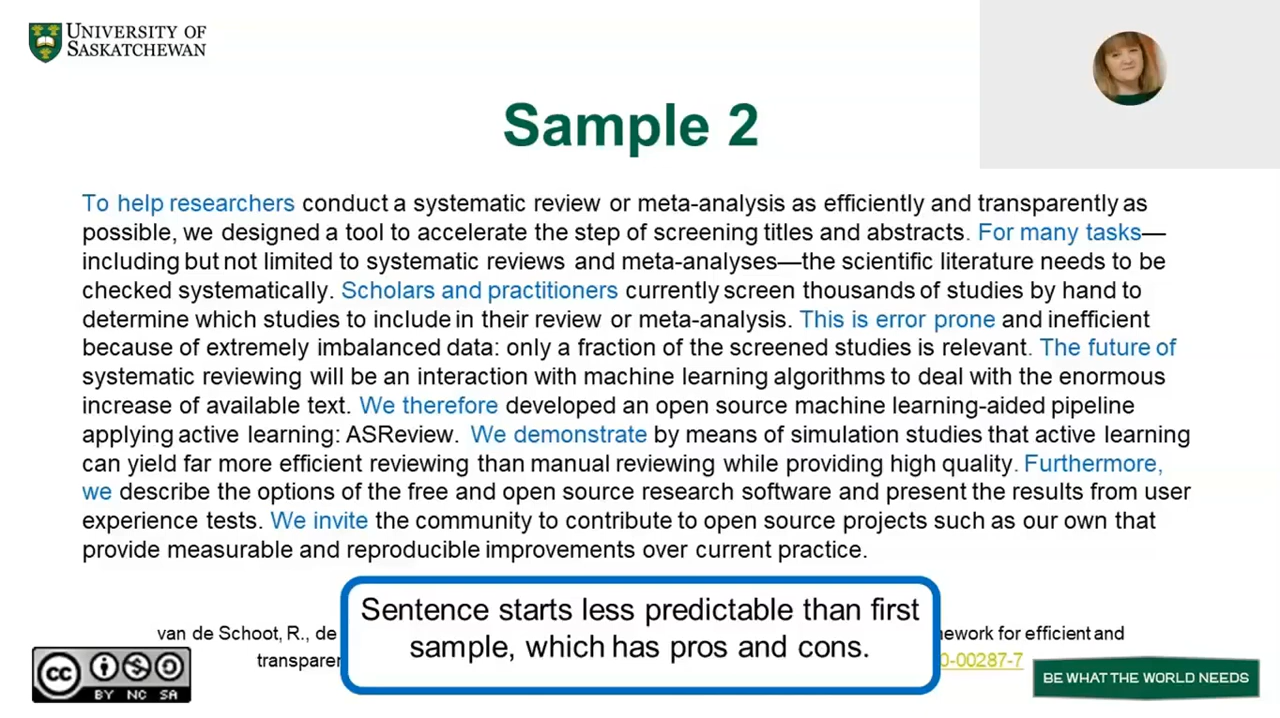 UNIVERSITY OF
SASKATCHEWAN
Sample 2
To help researchers conduct a systematic review or meta-analysis as efficiently and transparently as
possible, we designed a tool to accelerate the step of screening titles and abstracts. For many tasks—
including but not limited to systematic reviews and meta-analyses—the scientific literature needs to be
checked systematically. Scholars and practitioners currently screen thousands of studies by hand to
determine which studies to include in their review or meta-analysis. This is error prone and inefficient
because of extremely imbalanced data: only a fraction of the screened studies is relevant. The future of
systematic reviewing will be an interaction with machine learning algorithms to deal with the enormous
increase of available text. We therefore developed an open source machine learning-aided pipeline
applying active learning: ASReview. We demonstrate by means of simulation studies that active learning
can yield far more efficient reviewing than manual reviewing while providing high quality. Furthermore,
we describe the options of the free and open source research software and present the results from user
experience tests. We invite the community to contribute to open source projects such as our own that
provide measurable and reproducible improvements over current practice.
Sentence starts less predictable than first
sample, which has pros and cons.
van de Schoot, R., de for efficient and
0-00287-7
cc BY NC SA
BE WHAT THE WORLD NEEDS